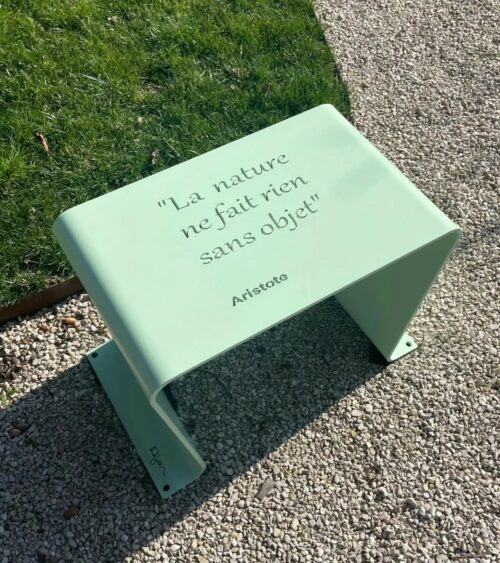 "La nature
ne fait rien
sans objet"
Aristote